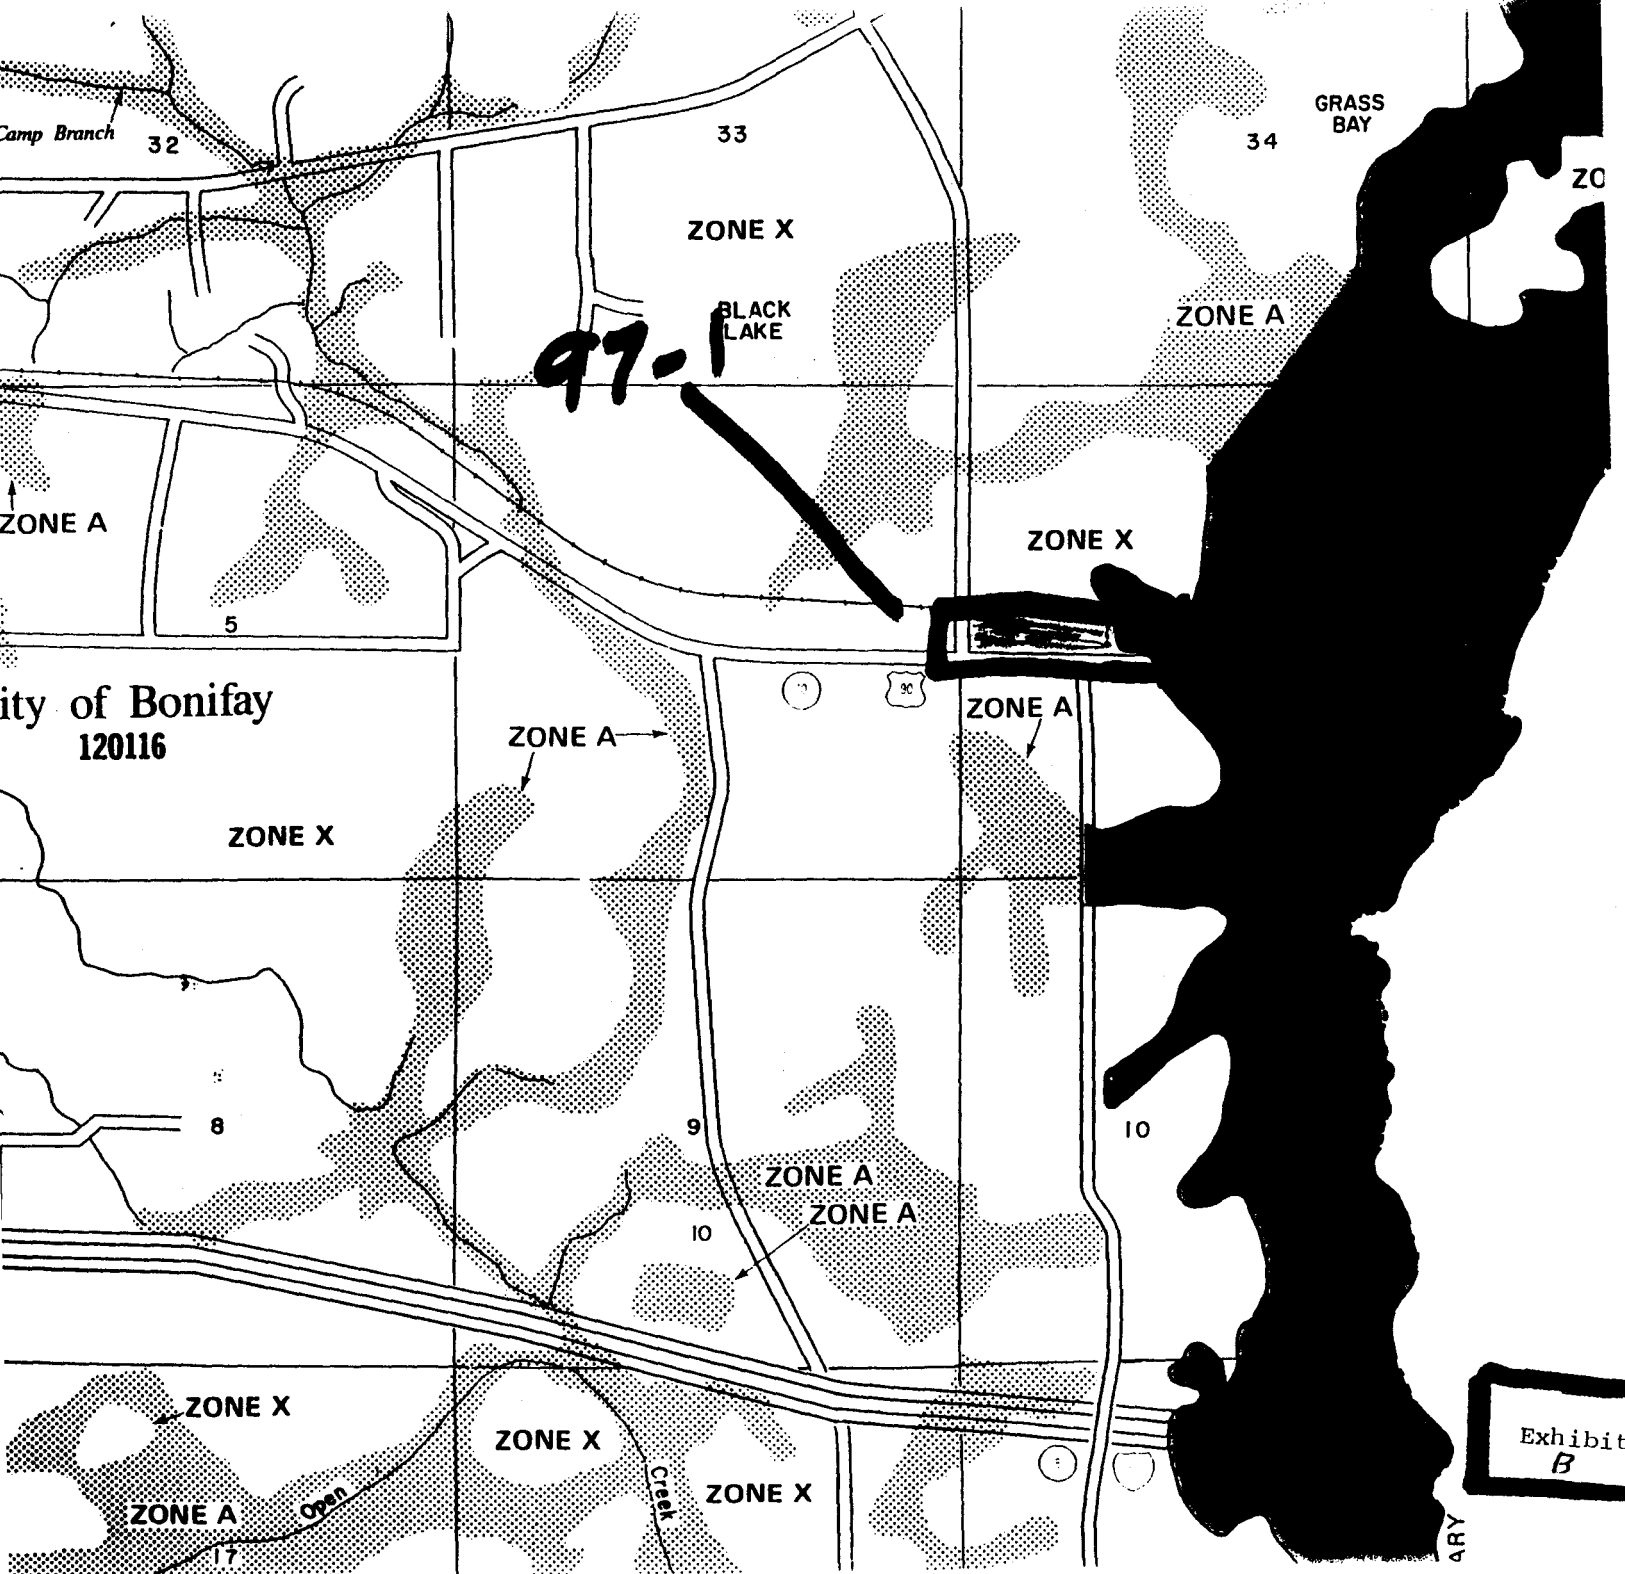 GRASS
BAY
Camp Branch
32
33
34
ZO
ZONE X
BLACK
LAKE
ZONE A
97-1
ZONE A
ZONE X
5
ity of Bonifay
120116
90
ZONE A
ZONE A
ZONE X
8
9
10
ZONE A
ZONE A
10
ZONE X
ZONE X
ZONE X
ZONE A
Open
Creek
17
Exhibit
B
ARY